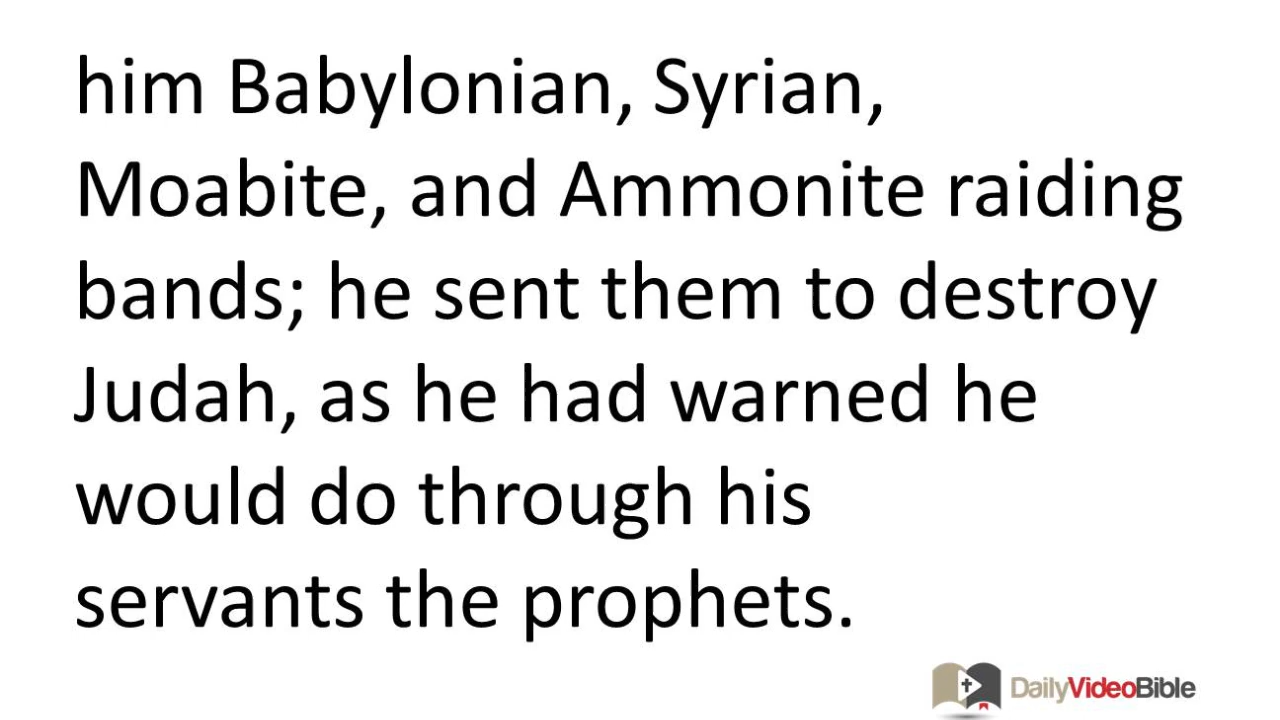 him Babylonian, Syrian,
Moabite, and Ammonite raiding
bands; he sent them to destroy
Judah, as he had warned he
would do through his
servants the prophets.
DailyVideoBible